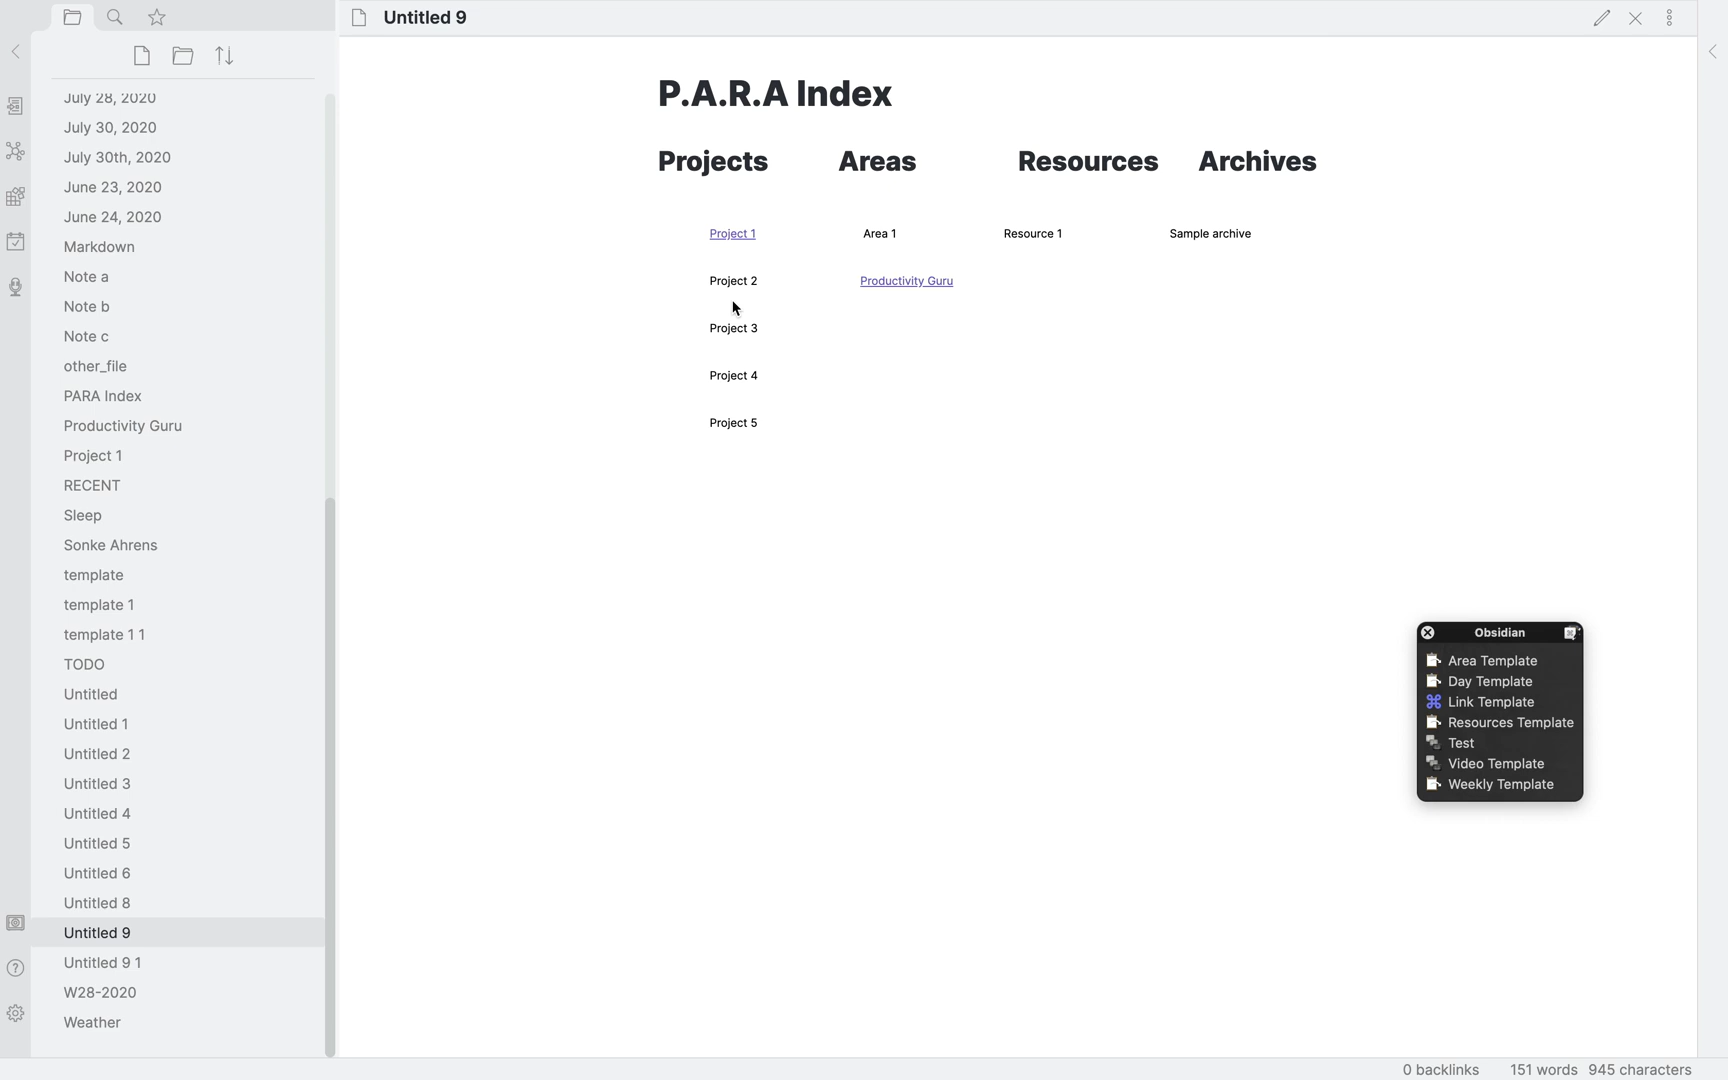 Untitled 9
July 28, 2020
July 30, 2020
July 30th, 2020
June 23, 2020
June 24, 2020
Markdown
Note a
Note b
Note c
other_file
PARA Index
Productivity Guru
Project 1
RECENT
Sleep
Sonke Ahrens
template
template 1
template 1 1
TODO
Untitled
Untitled 1
Untitled 2
Untitled 3
Untitled 4
Untitled 5
Untitled 6
Untitled 8
Untitled 9
Untitled 9 1
W28-2020
Weather
P.A.R.A Index
Projects Areas Resources Archives
Project 1 Area 1 Resource 1 Sample archive
Project 2 Productivity Guru
Project 3
Project 4
Project 5
Obsidian
Area Template
Day Template
Link Template
Resources Template
Test
Video Template
Weekly Template
0 backlinks 151 words 945 characters